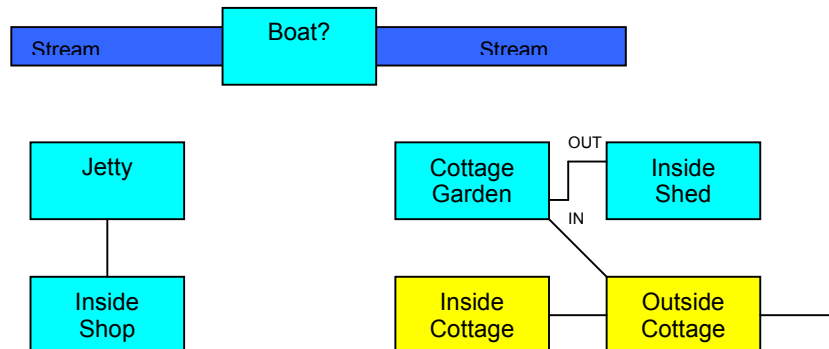 Boat?
Stream
Stream
Jetty
Cottage
Garden
OUT
IN
Inside
Shed
Inside
Shop
Inside
Cottage
Outside
Cottage